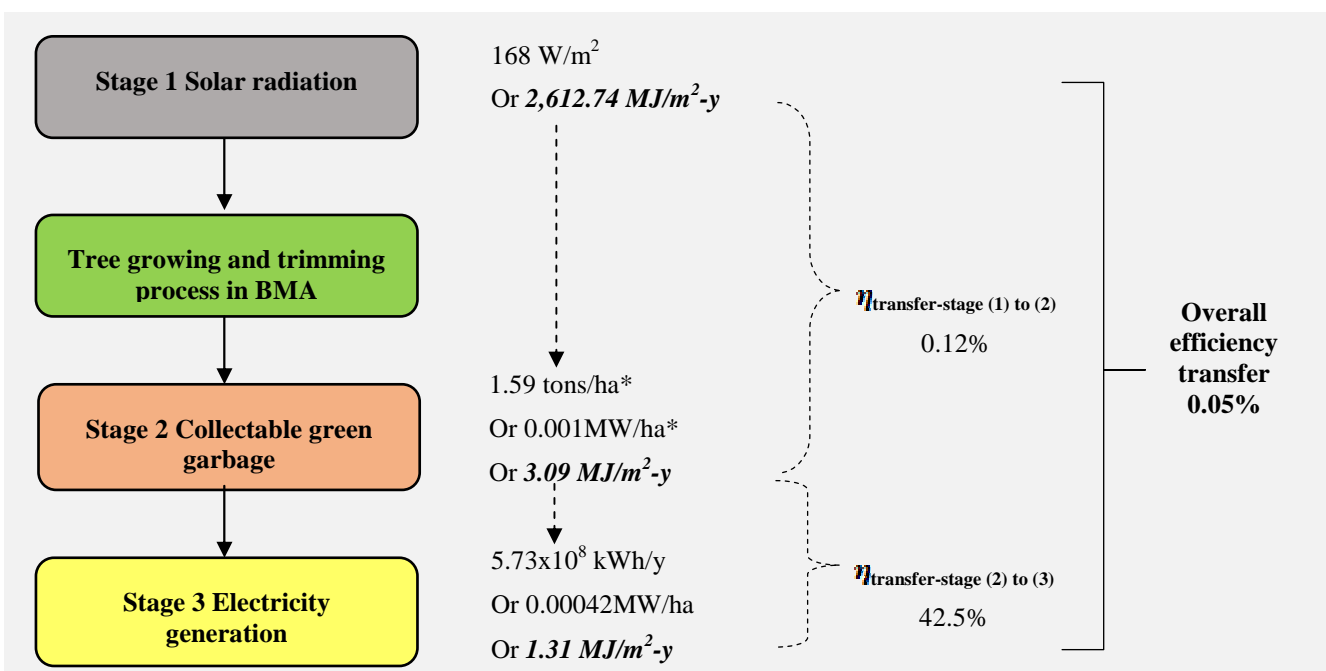 Stage 1 Solar radiation
168 W/m²
Or 2,612.74 MJ/m²-y
Tree growing and trimming
process in BMA
η transfer-stage (1) to (2)
0.12%
Overall
efficiency
transfer
0.05%
Stage 2 Collectable green
garbage
1.59 tons/ha*
Or 0.001MW/ha*
Or 3.09 MJ/m²-y
Stage 3 Electricity
generation
5.73x10⁸ kWh/y
Or 0.00042MW/ha
Or 1.31 MJ/m²-y
η transfer-stage (2) to (3)
42.5%